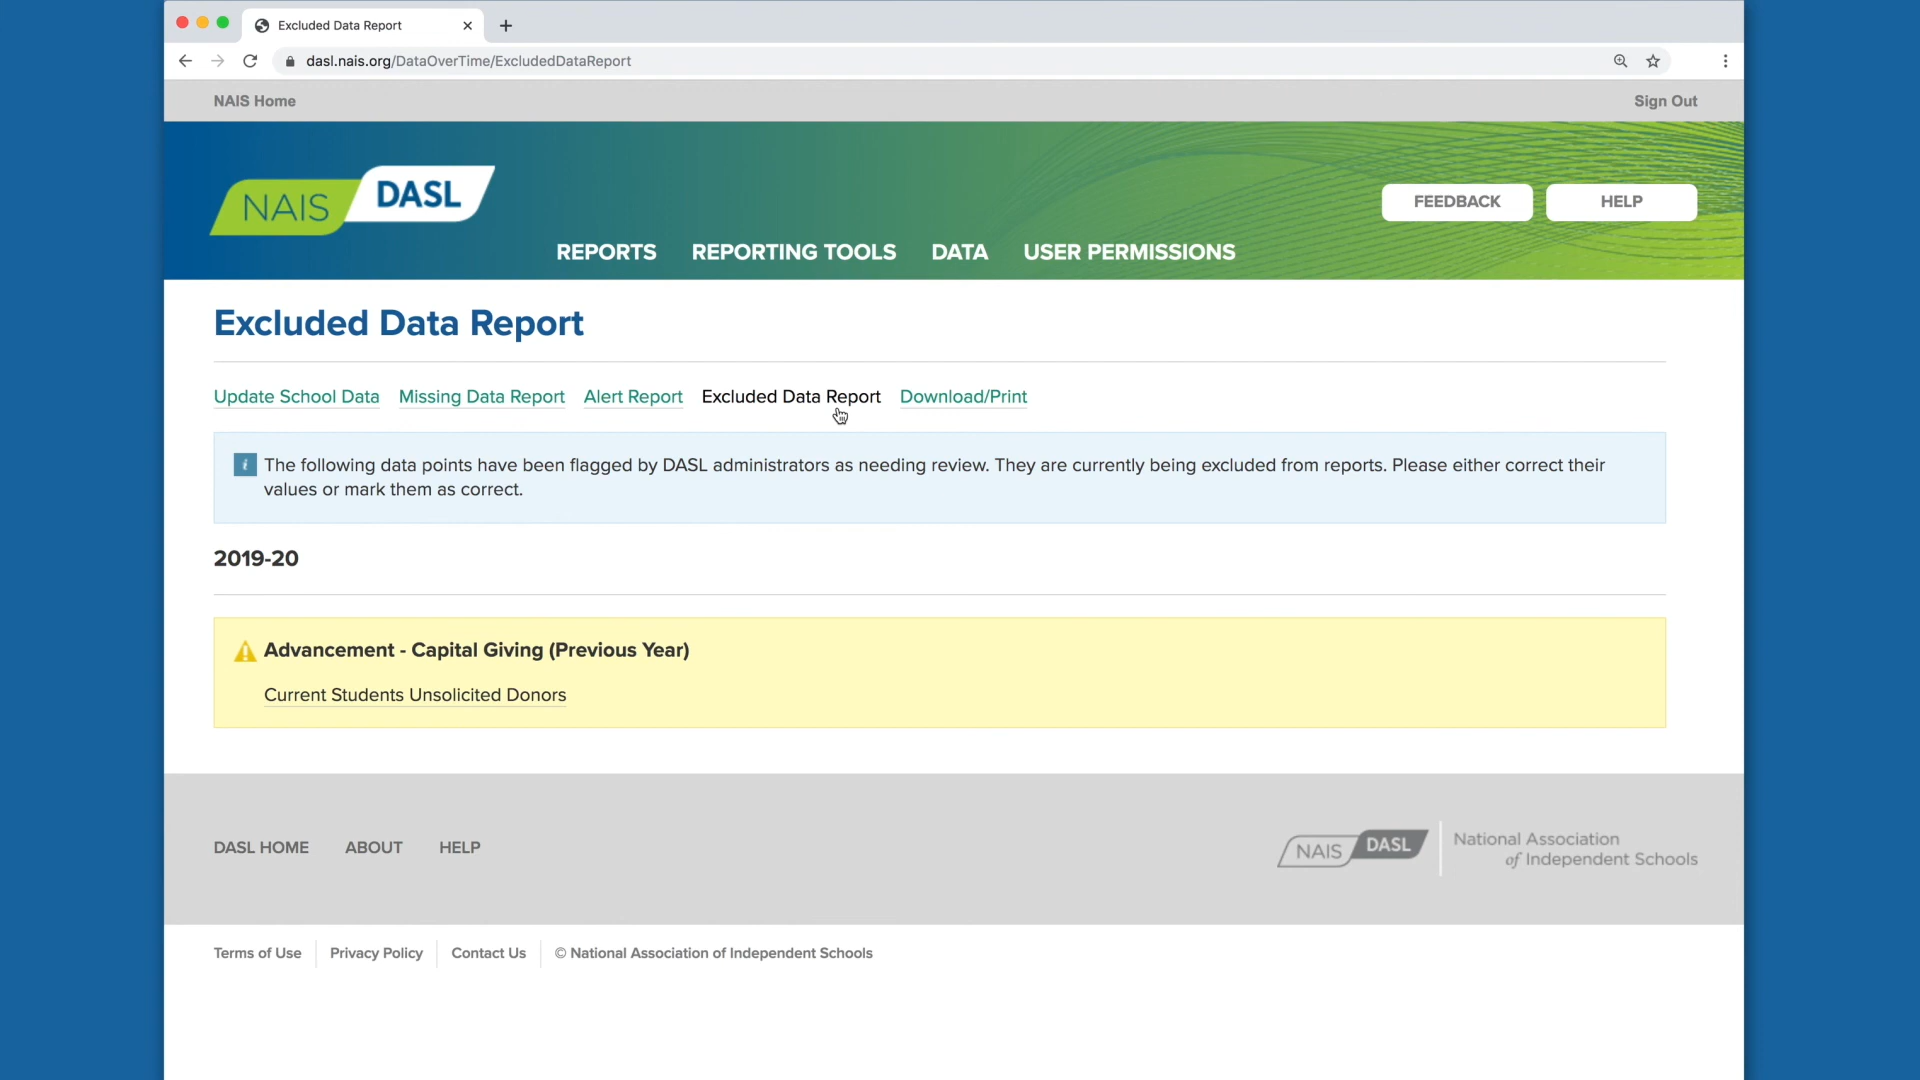 Excluded Data Report
dasl.nais.org/DataOverTime/ExcludedDataReport
NAIS Home
Sign Out
NAIS DASL
FEEDBACK
HELP
REPORTS
REPORTING TOOLS
DATA
USER PERMISSIONS
Excluded Data Report
Update School Data
Missing Data Report
Alert Report
Excluded Data Report
Download/Print
The following data points have been flagged by DASL administrators as needing review. They are currently being excluded from reports. Please either correct their
values or mark them as correct.
2019-20
Advancement - Capital Giving (Previous Year)
Current Students Unsolicited Donors
DASL HOME
ABOUT
HELP
NAIS DASL
National Association
of Independent Schools
Terms of Use
Privacy Policy
Contact Us
© National Association of Independent Schools